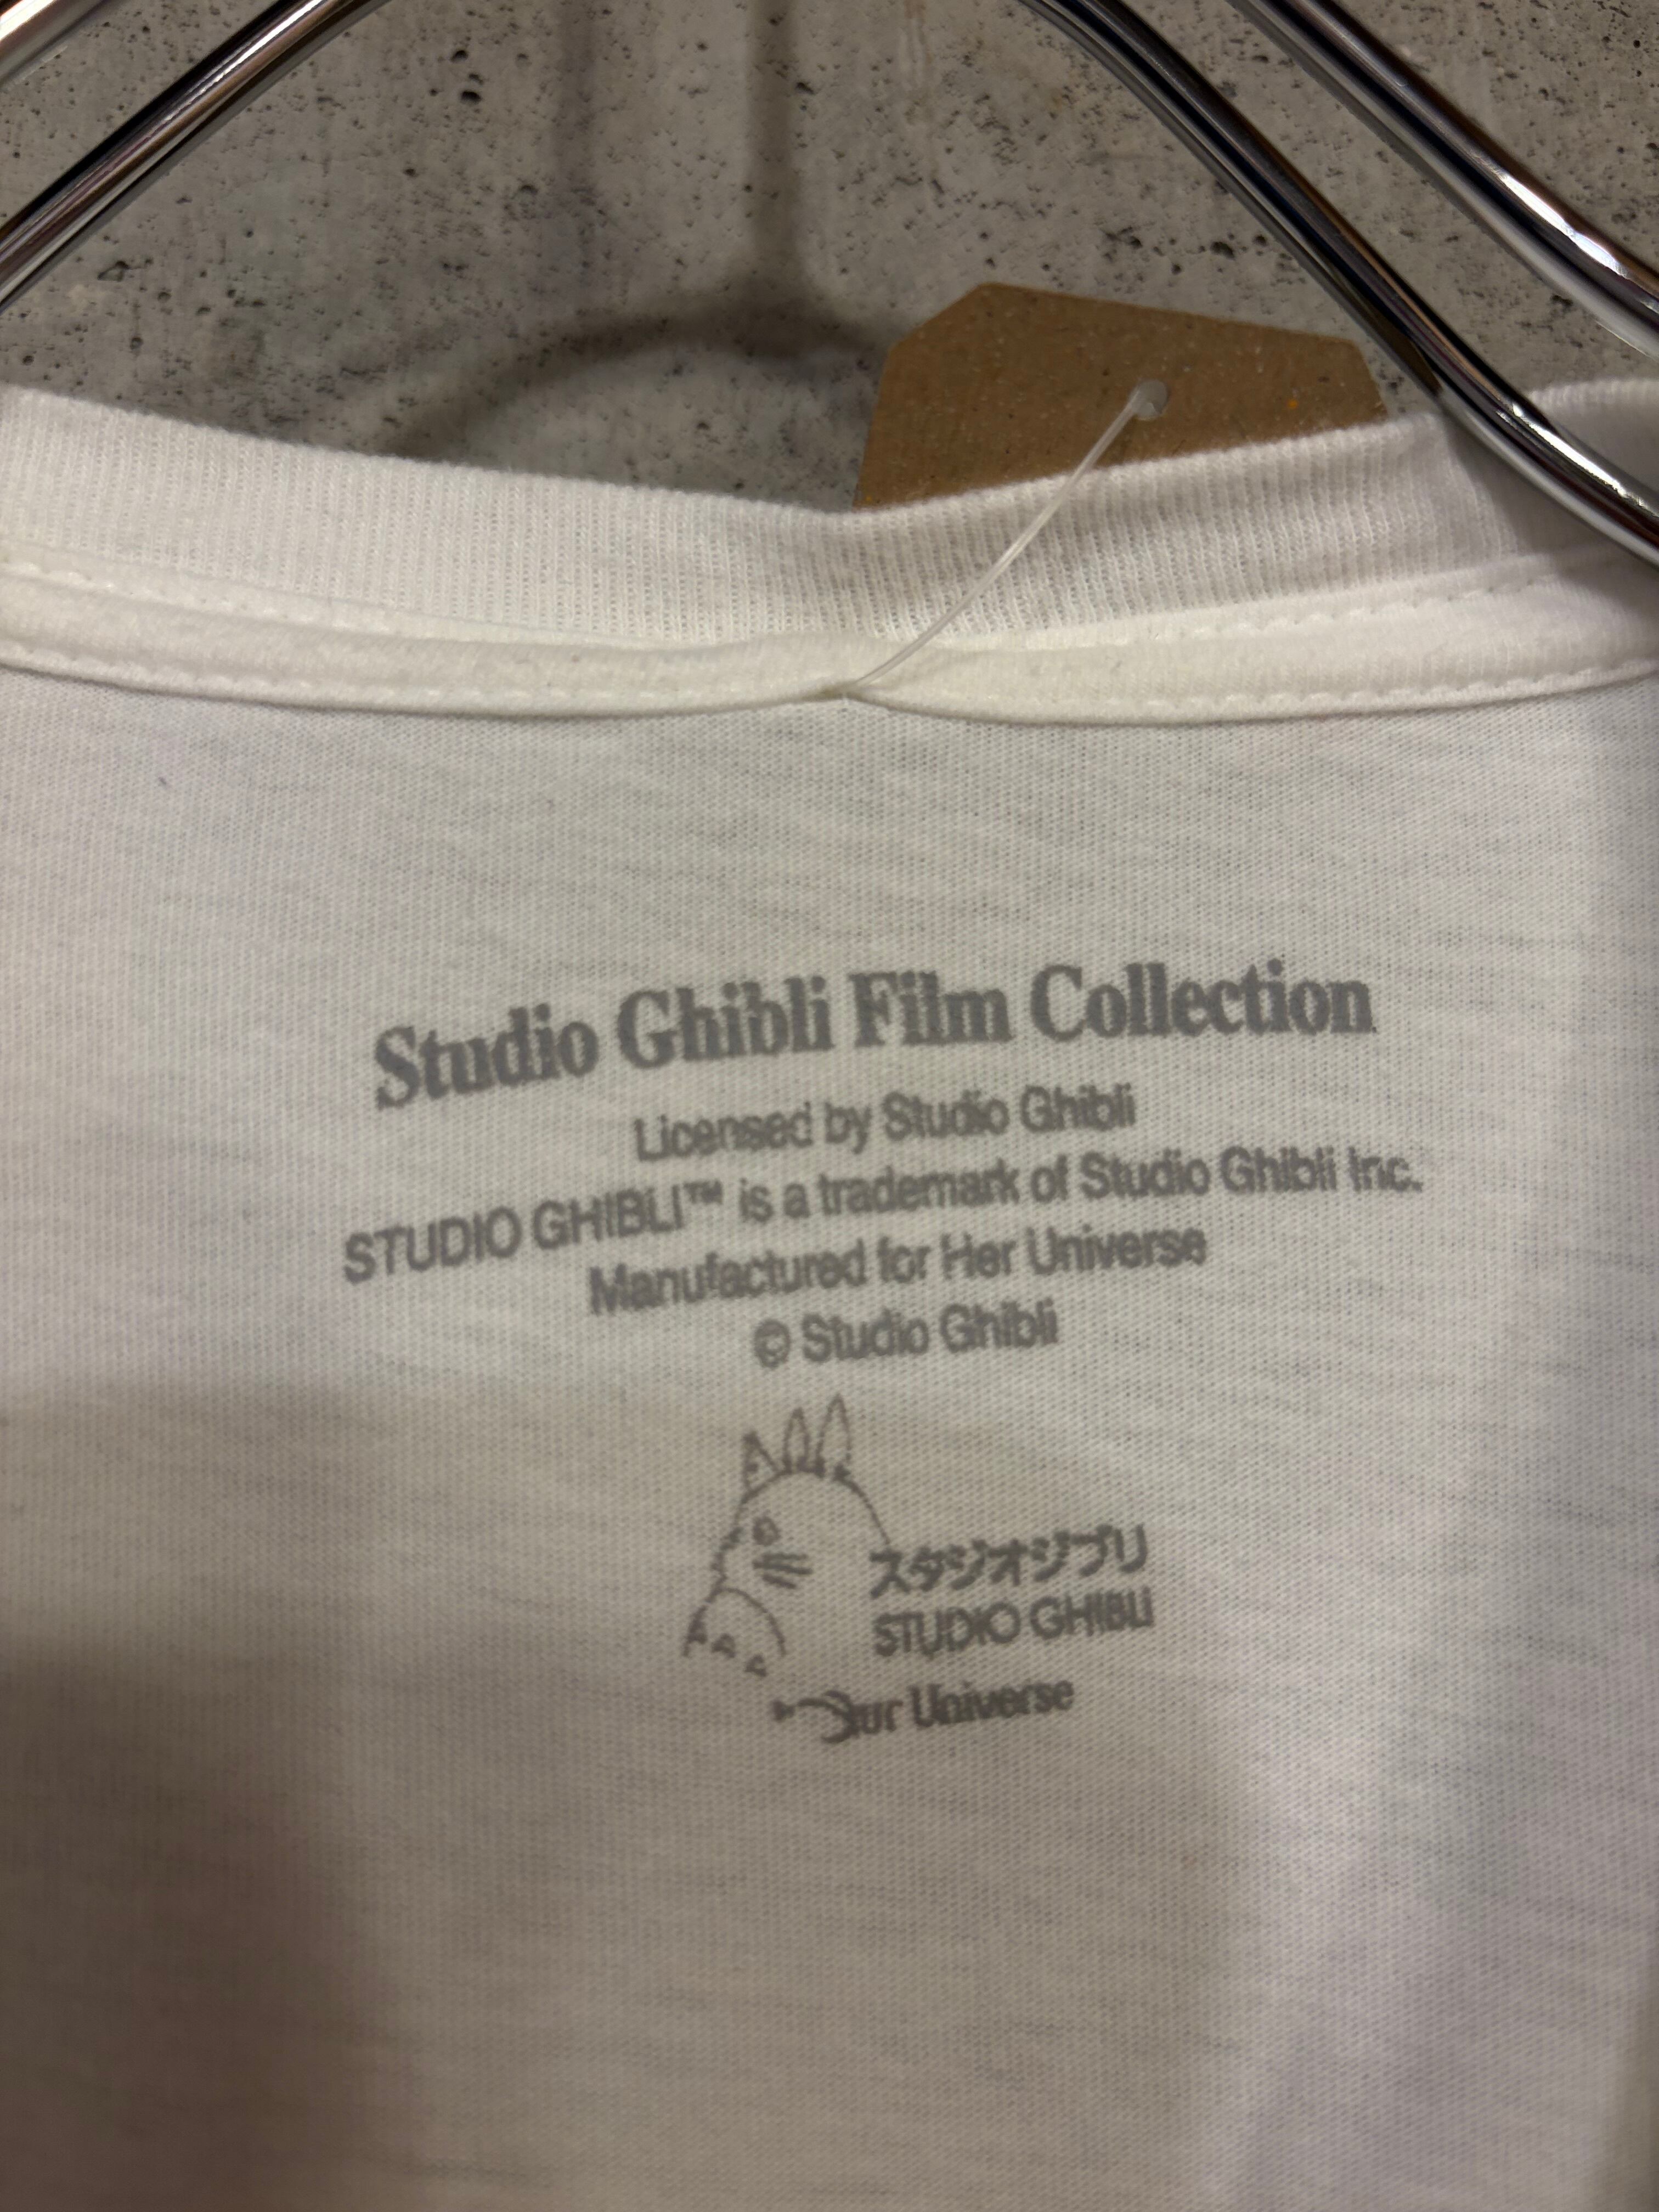 Studio Ghibli Film Collection
Licensed by Studio Ghibli
STUDIO GHIBLI™ is a trademark of Studio Ghibli Inc.
Manufactured for Her Universe
© Studio Ghibli
スタジオジブリ
STUDIO GHIBLI
Universe